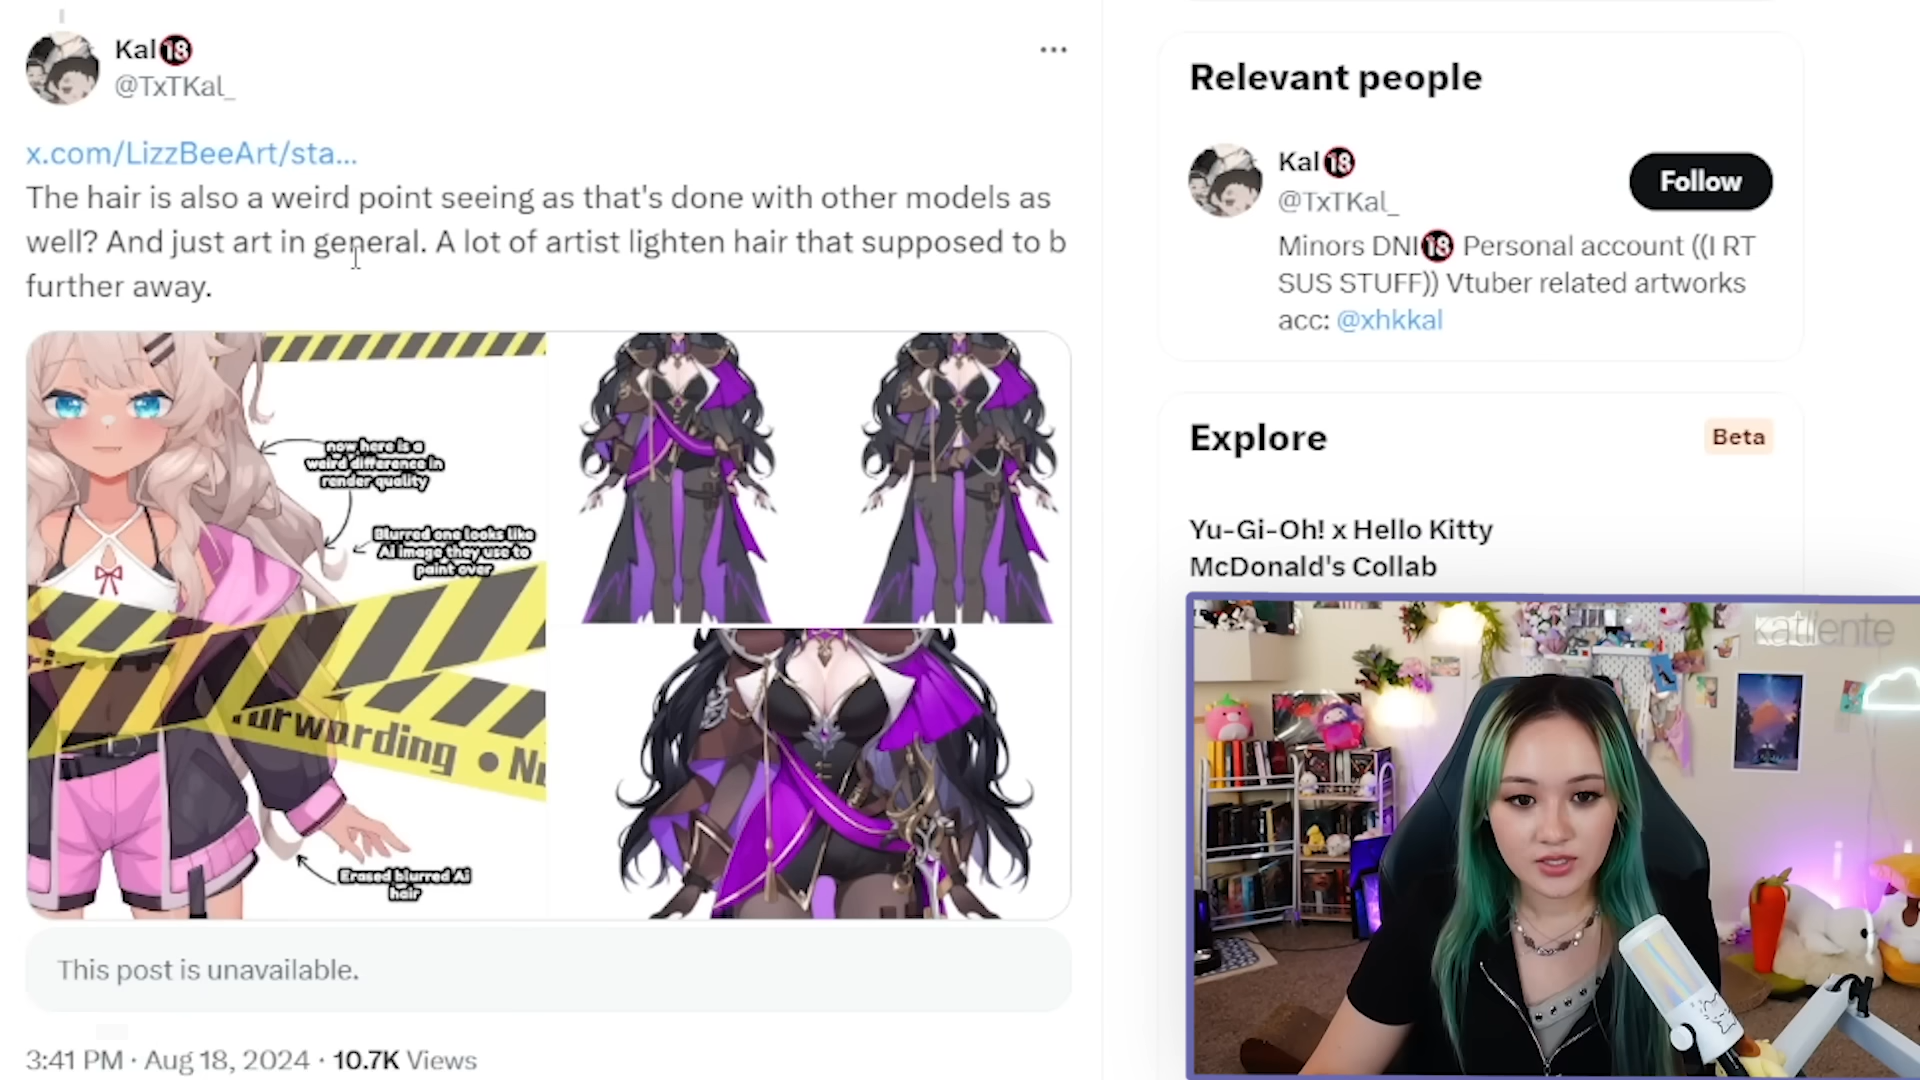 Kal🔞
@TxTKal_
x.com/LizzBeeArt/sta...
The hair is also a weird point seeing as that's done with other models as
well? And just art in general. A lot of artist lighten hair that supposed to b
further away.
now here is a
weird difference in
render quality
Blurred one looks like
AI image they use to
paint over
forwarding • N
Erased blurred Ai
hair
This post is unavailable.
3:41 PM · Aug 18, 2024 · 10.7K Views
Relevant people
Kal🔞
@TxTKal_
Follow
Minors DNI🔞 Personal account ((I RT
SUS STUFF)) Vtuber related artworks
acc: @xhkkal
Explore
Beta
Yu-Gi-Oh! x Hello Kitty
McDonald's Collab
katliente